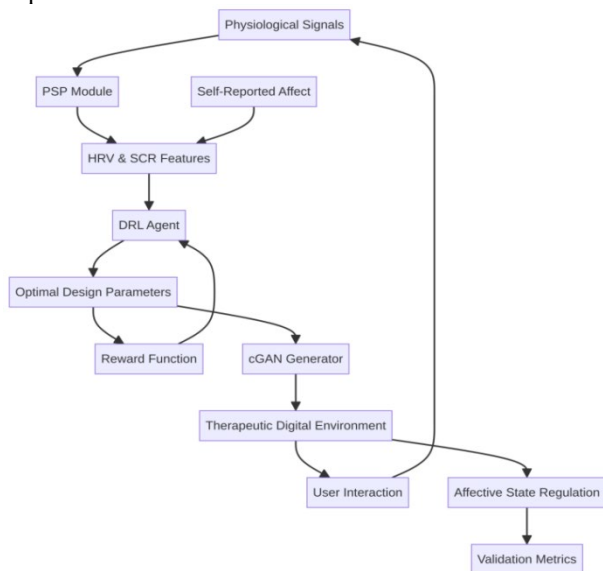 Physiological Signals
PSP Module
Self-Reported Affect
HRV & SCR Features
DRL Agent
Optimal Design Parameters
Reward Function
cGAN Generator
Therapeutic Digital Environment
User Interaction
Affective State Regulation
Validation Metrics